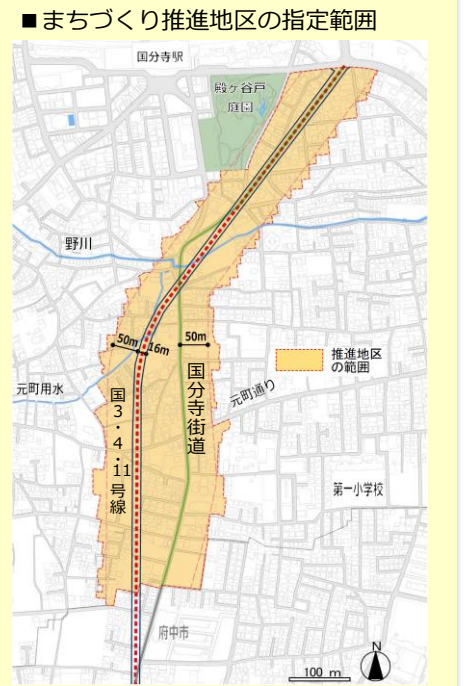 ■まちづくり推進地区の指定範囲
国分寺駅
殿ヶ谷戸
庭園
野川
50m
16m
50m
推進地区
の範囲
元町用水
国3・4・11号線
国分寺街道
元町通り
第一小学校
府中市
N
100 m